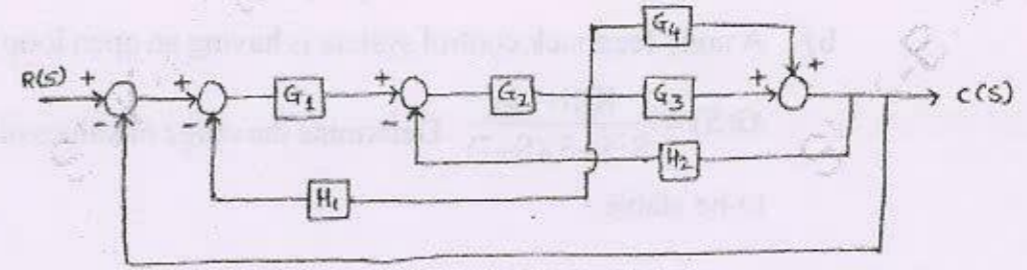 G4
R(S) + + G1 + G2 G3 + + C(S)
- -
H2
H1